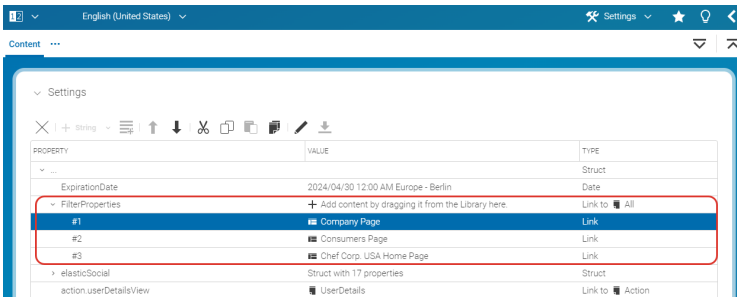 12 English (United States) Settings
Content ...
Settings
String
PROPERTY VALUE TYPE
... Struct
ExpirationDate 2024/04/30 12:00 AM Europe - Berlin Date
FilterProperties Add content by dragging it from the Library here. Link to All
#1 Company Page Link
#2 Consumers Page Link
#3 Chef Corp. USA Home Page Link
elasticSocial Struct with 17 properties Struct
action.userDetailsView UserDetails Link to Action